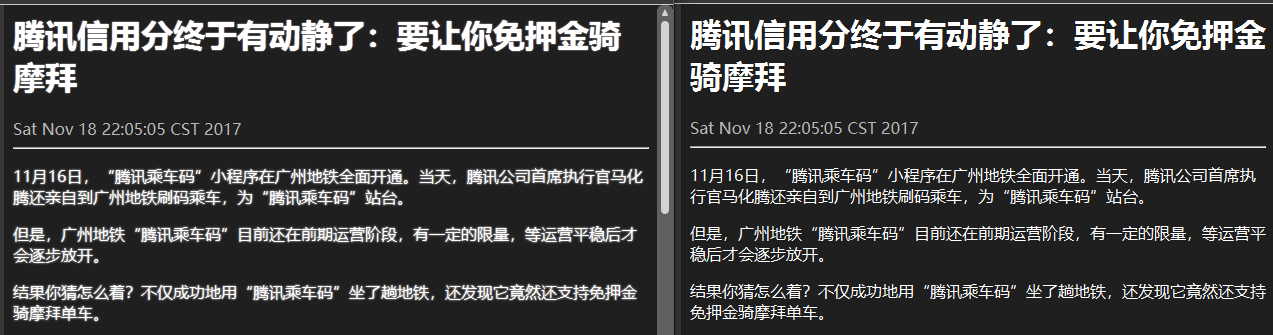 腾讯信用分终于有动静了：要让你免押金骑
摩拜
Sat Nov 18 22:05:05 CST 2017
11月16日，“腾讯乘车码”小程序在广州地铁全面开通。当天，腾讯公司首席执行官马化
腾还亲自到广州地铁刷码乘车，为“腾讯乘车码”站台。
但是，广州地铁“腾讯乘车码”目前还在前期运营阶段，有一定的限量，等运营平稳后才
会逐步放开。
结果你猜怎么着？不仅成功地用“腾讯乘车码”坐了趟地铁，还发现它竟然还支持免押金
骑摩拜单车。
腾讯信用分终于有动静了：要让你免押金
骑摩拜
Sat Nov 18 22:05:05 CST 2017
11月16日，“腾讯乘车码”小程序在广州地铁全面开通。当天，腾讯公司首席执
行官马化腾还亲自到广州地铁刷码乘车，为“腾讯乘车码”站台。
但是，广州地铁“腾讯乘车码”目前还在前期运营阶段，有一定的限量，等运营平
稳后才会逐步放开。
结果你猜怎么着？不仅成功地用“腾讯乘车码”坐了趟地铁，还发现它竟然还支持
免押金骑摩拜单车。